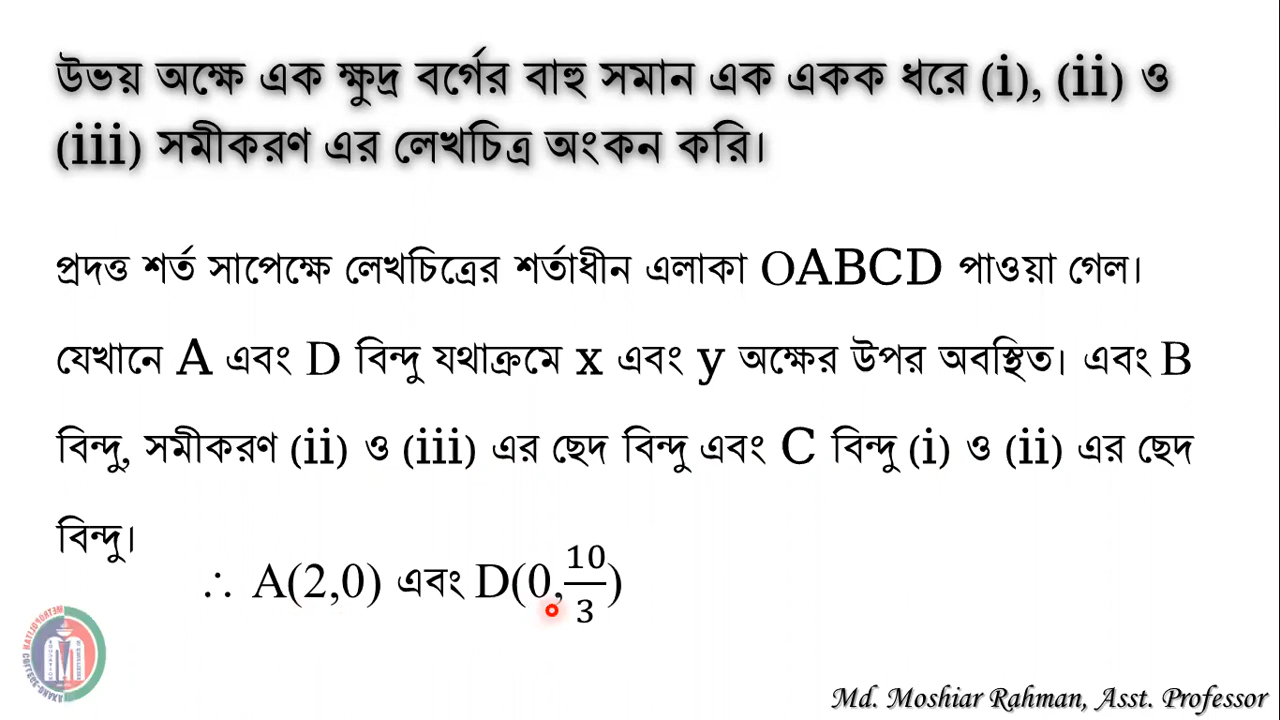 উভয় অক্ষে এক ক্ষুদ্র বর্গের বাহু সমান এক একক ধরে (i), (ii) ও
(iii) সমীকরণ এর লেখচিত্র অংকন করি।
প্রদত্ত শর্ত সাপেক্ষে লেখচিত্রের শর্তাধীন এলাকা OABCD পাওয়া গেল।
যেখানে A এবং D বিন্দু যথাক্রমে x এবং y অক্ষের উপর অবস্থিত। এবং B
বিন্দু, সমীকরণ (ii) ও (iii) এর ছেদ বিন্দু এবং C বিন্দু (i) ও (ii) এর ছেদ
বিন্দু।
∴ A(2,0) এবং D(0,10/3)
Md. Moshiar Rahman, Asst. Professor